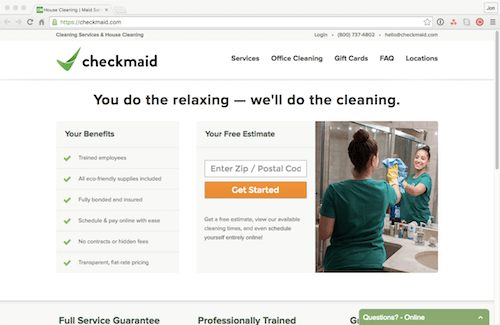 House Cleaning | Maid Ser
Jon
https://checkmaid.com
Cleaning Services & House Cleaning
Login • (800) 737-4802 • hello@checkmaid.com
checkmaid
Services Office Cleaning Gift Cards FAQ Locations
You do the relaxing — we'll do the cleaning.
Your Benefits
Trained employees
All eco-friendly supplies included
Fully bonded and insured
Schedule & pay online with ease
No contracts or hidden fees
Transparent, flat-rate pricing
Your Free Estimate
Enter Zip / Postal Cod
Get Started
Get a free estimate, view our available
cleaning times, and even schedule
yourself entirely online!
Full Service Guarantee
Professionally Trained
Questions? - Online